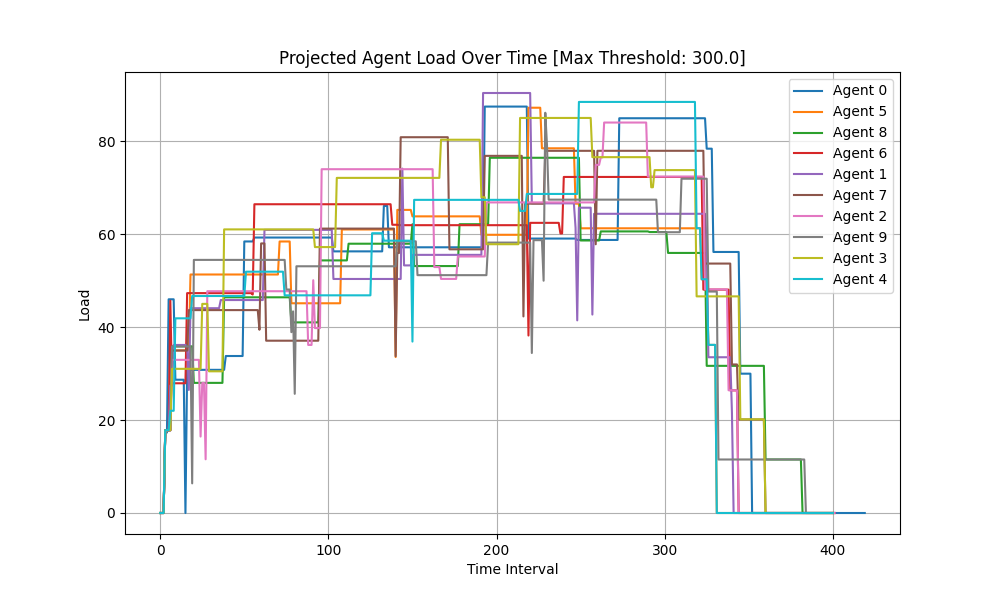 Projected Agent Load Over Time [Max Threshold: 300.0]
Load
80
60
40
20
0
0 100 200 300 400
Time Interval
Agent 0
Agent 5
Agent 8
Agent 6
Agent 1
Agent 7
Agent 2
Agent 9
Agent 3
Agent 4